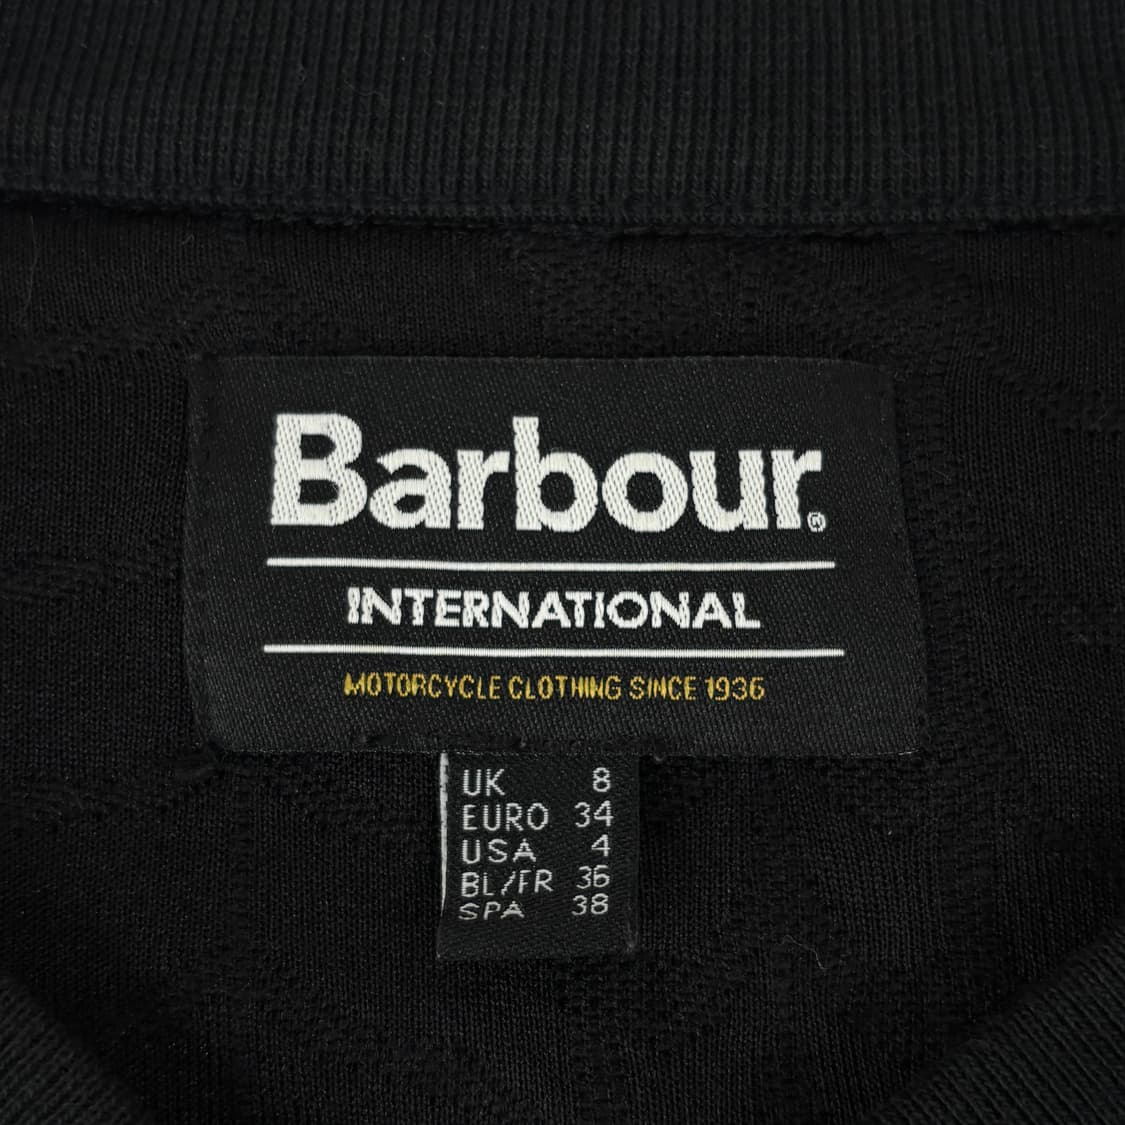 Barbour®
INTERNATIONAL
MOTORCYCLE CLOTHING SINCE 1936
UK 8
EURO 34
USA 4
BL/FR 36
SPA 38